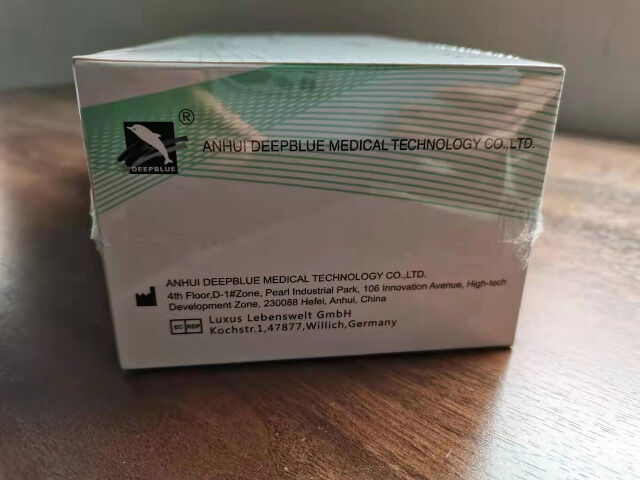 ®
DEEPBLUE
ANHUI DEEPBLUE MEDICAL TECHNOLOGY CO.,LTD.
ANHUI DEEPBLUE MEDICAL TECHNOLOGY CO.,LTD.
4th Floor,D-1#Zone, Pearl Industrial Park, 106 Innovation Avenue, High-tech
Development Zone, 230088 Hefei, Anhui, China
EC REP
Luxus Lebenswelt GmbH
Kochstr.1,47877,Willich,Germany